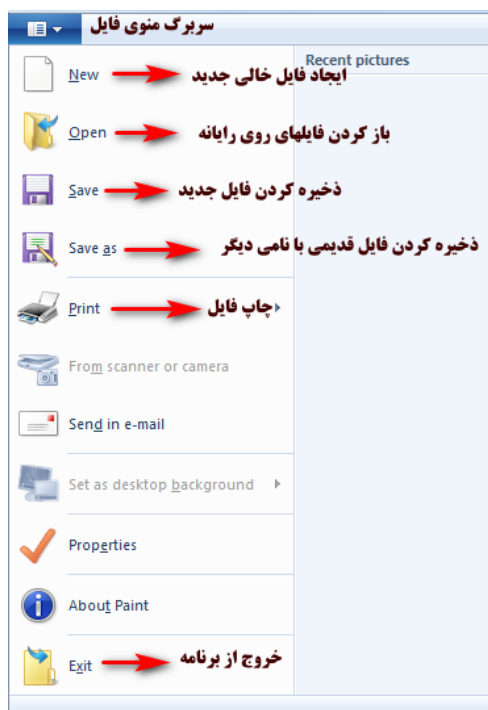 سربرگ منوی فایل
Recent pictures
New ایجاد فایل خالی جدید
Open باز کردن فایلهای روی رایانه
Save ذخیره کردن فایل جدید
Save as ذخیره کردن فایل قدیمی با نامی دیگر
Print چاپ فایل
From scanner or camera
Send in e-mail
Set as desktop background
Properties
About Paint
Exit خروج از برنامه